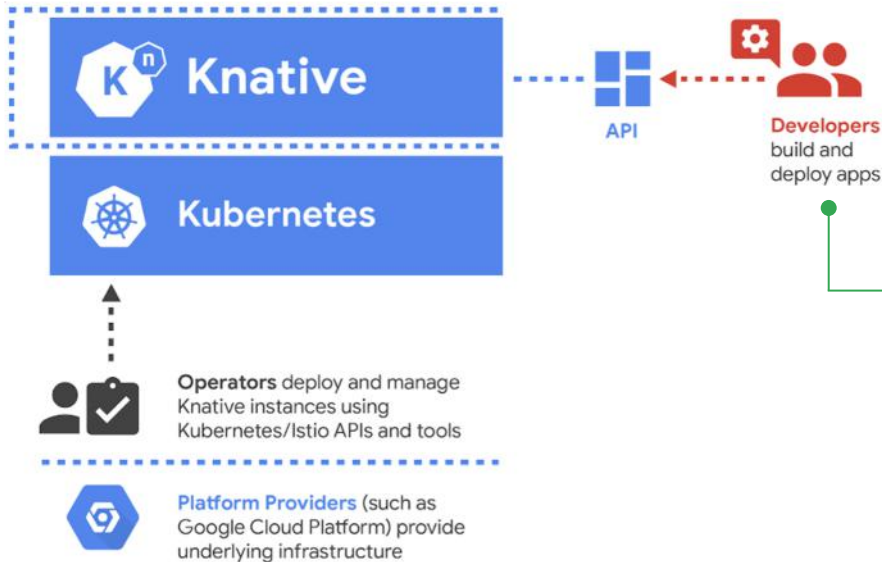 K n Knative
API
Developers
build and
deploy apps
Kubernetes
Operators deploy and manage
Knative instances using
Kubernetes/Istio APIs and tools
Platform Providers (such as
Google Cloud Platform) provide
underlying infrastructure